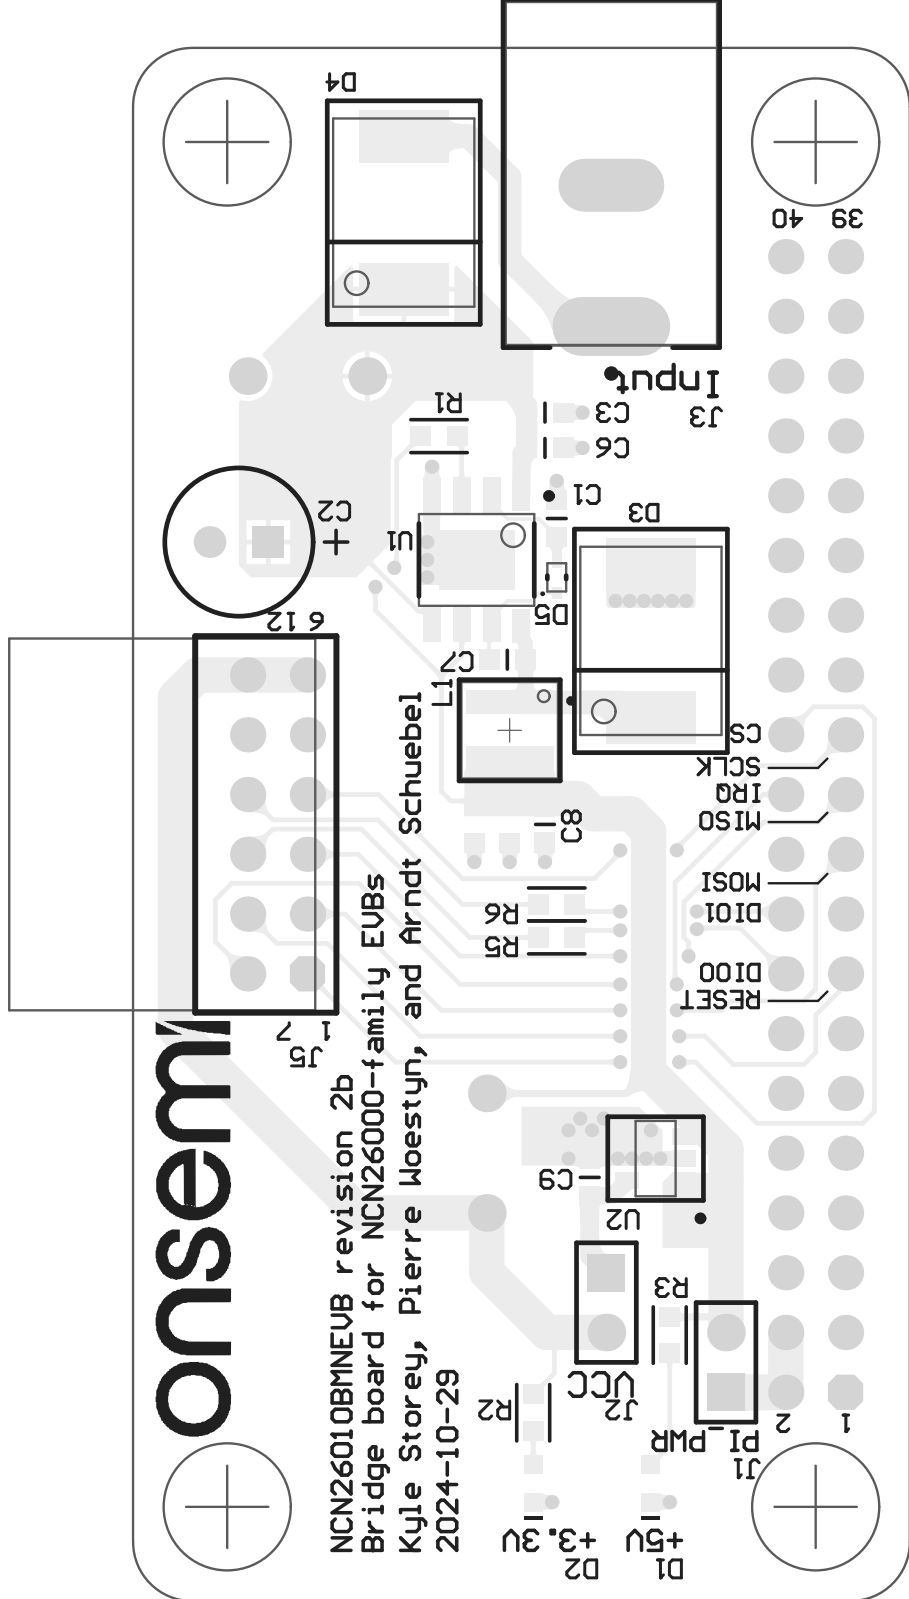 D4
40 39
Input
J3
R1
C3
C6
C1
C2
+
U1
D3
D5
6 12
C7
L1
CS
SCLK
IRQ
MISO
C8
MOSI
DIO1
R6
R5
DIO0
RESET
1 7
J5
onsemi
NCN26010BMNEVB revision 2b
Bridge board for NCN26000-family EVBs
Kyle Storey, Pierre Woestyn, and Arndt Schuebel
2024-10-29
C9
U2
R3
VCC
J2
R2
2 1
PI_PWR
J1
+3.3V
D2
+5V
D1